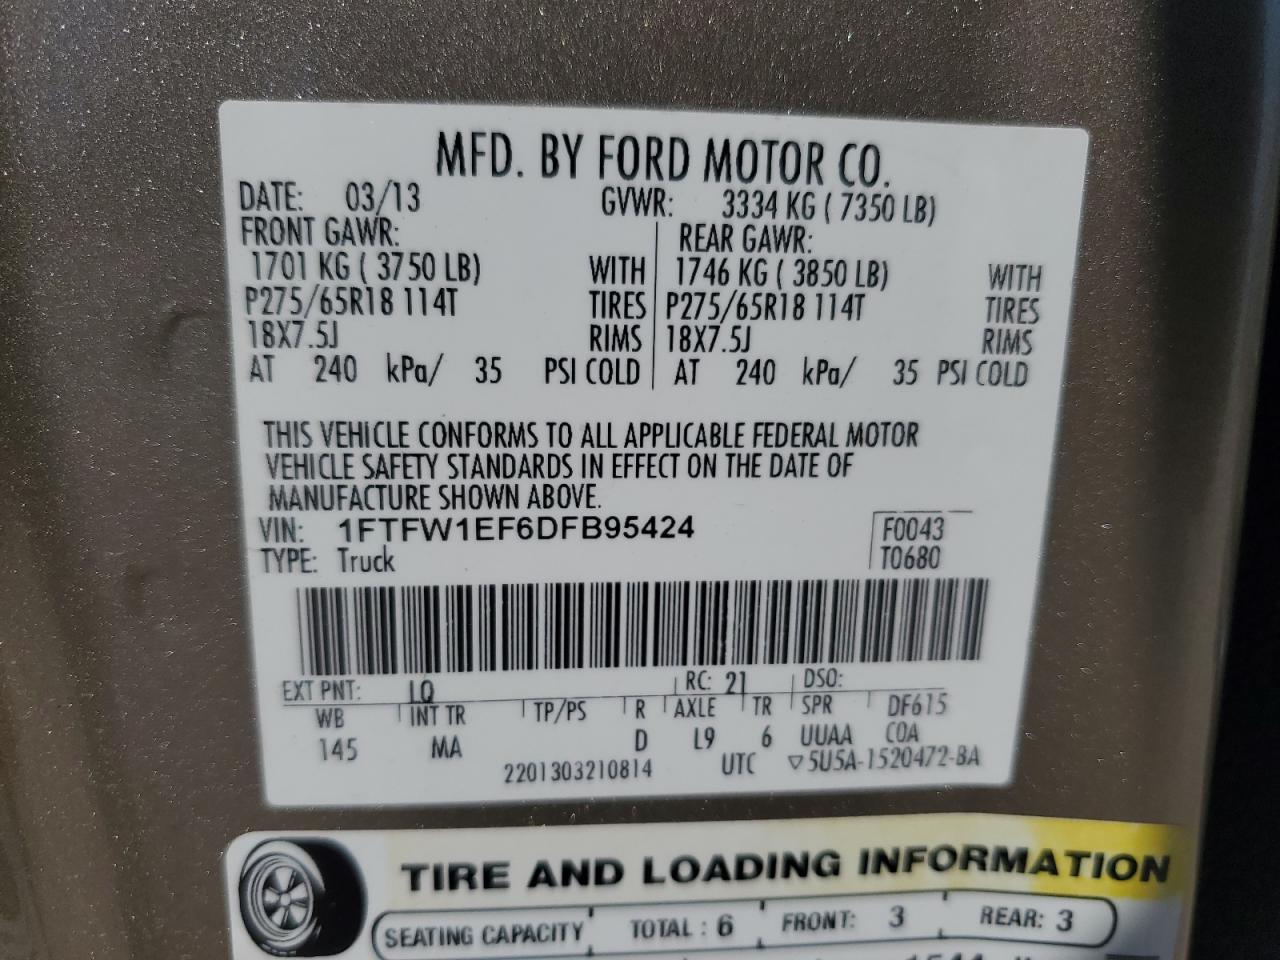 MFD. BY FORD MOTOR CO.
DATE: 03/13 GVWR: 3334 KG ( 7350 LB)
FRONT GAWR: REAR GAWR:
1701 KG ( 3750 LB) WITH 1746 KG ( 3850 LB) WITH
P275/65R18 114T TIRES P275/65R18 114T TIRES
18X7.5J RIMS 18X7.5J RIMS
AT 240 kPa/ 35 PSI COLD AT 240 kPa/ 35 PSI COLD
THIS VEHICLE CONFORMS TO ALL APPLICABLE FEDERAL MOTOR
VEHICLE SAFETY STANDARDS IN EFFECT ON THE DATE OF
MANUFACTURE SHOWN ABOVE.
VIN: 1FTFW1EF6DFB95424 F0043
TYPE: Truck T0680
EXT PNT: LQ RC: 21 DSO:
WB INT TR TP/PS R AXLE TR SPR DF615
145 MA D L9 6 UUAA COA
2201303210814 UTC ▽5U5A-1520472-BA
TIRE AND LOADING INFORMATION
SEATING CAPACITY TOTAL : 6 FRONT: 3 REAR: 3